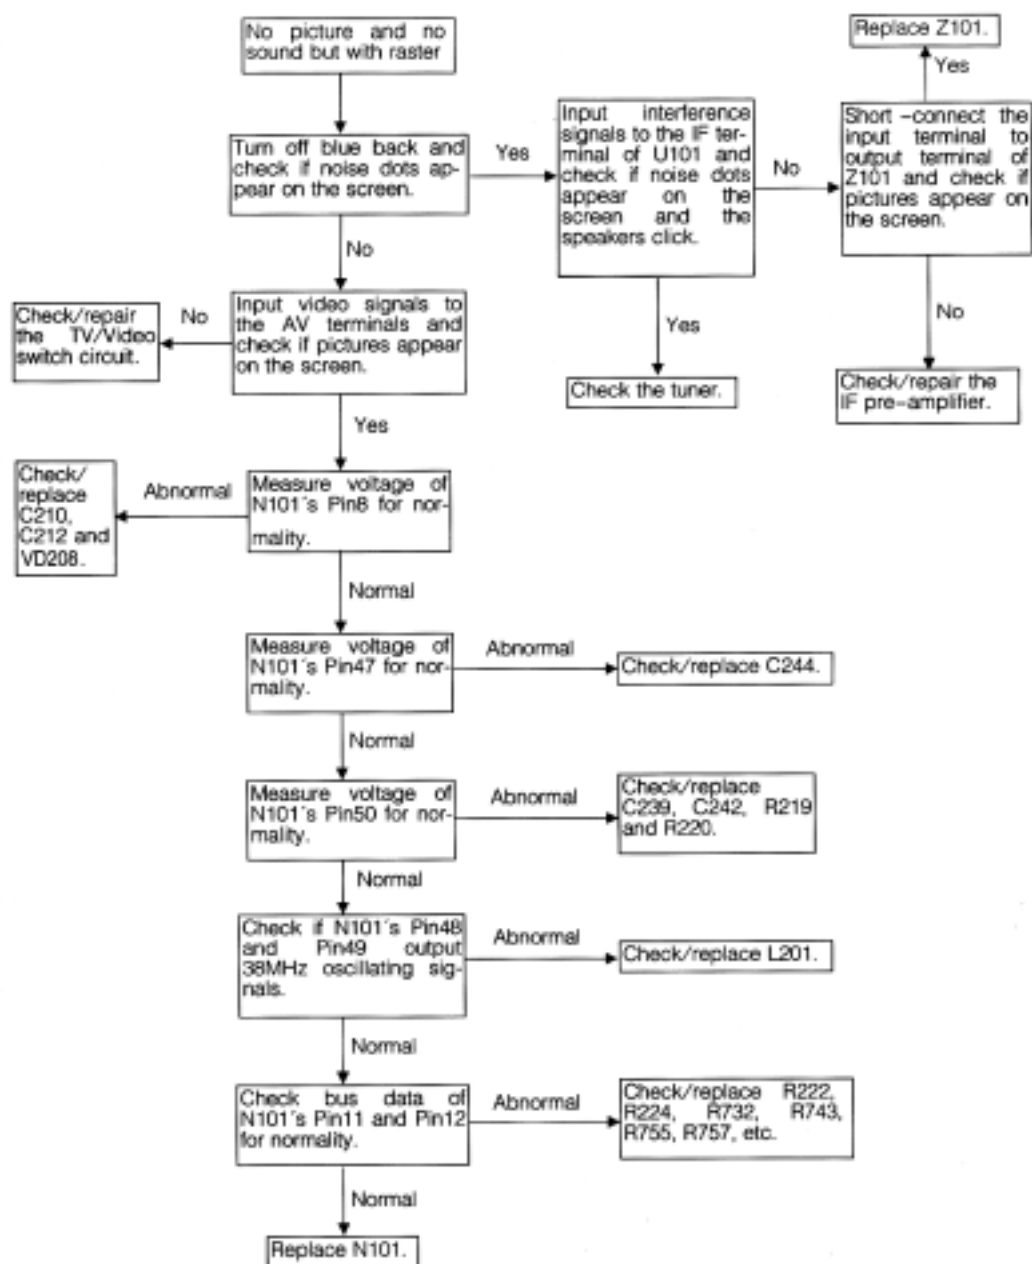 No picture and no
sound but with raster
Turn off blue back and
check if noise dots ap-
pear on the screen.
Yes
Input interference
signals to the IF ter-
minal of U101 and
check if noise dots
appear on the
screen and the
speakers click.
No
Short-connect the
input terminal to
output terminal of
Z101 and check if
pictures appear on
the screen.
Yes
Replace Z101.
No
Check/repair the
IF pre-amplifier.
Yes
Check the tuner.
No
Input video signals to
the AV terminals and
check if pictures appear
on the screen.
No
Check/repair
the TV/Video
switch circuit.
Yes
Measure voltage of
N101's Pin8 for nor-
mality.
Abnormal
Check/
replace
C210,
C212 and
VD208.
Normal
Measure voltage of
N101's Pin47 for nor-
mality.
Abnormal
Check/replace C244.
Normal
Measure voltage of
N101's Pin50 for nor-
mality.
Abnormal
Check/replace
C239, C242, R219
and R220.
Normal
Check if N101's Pin48
and Pin49 output
38MHz oscillating sig-
nals.
Abnormal
Check/replace L201.
Normal
Check bus data of
N101's Pin11 and Pin12
for normality.
Abnormal
Check/replace R222,
R224, R732, R743,
R755, R757, etc.
Normal
Replace N101.